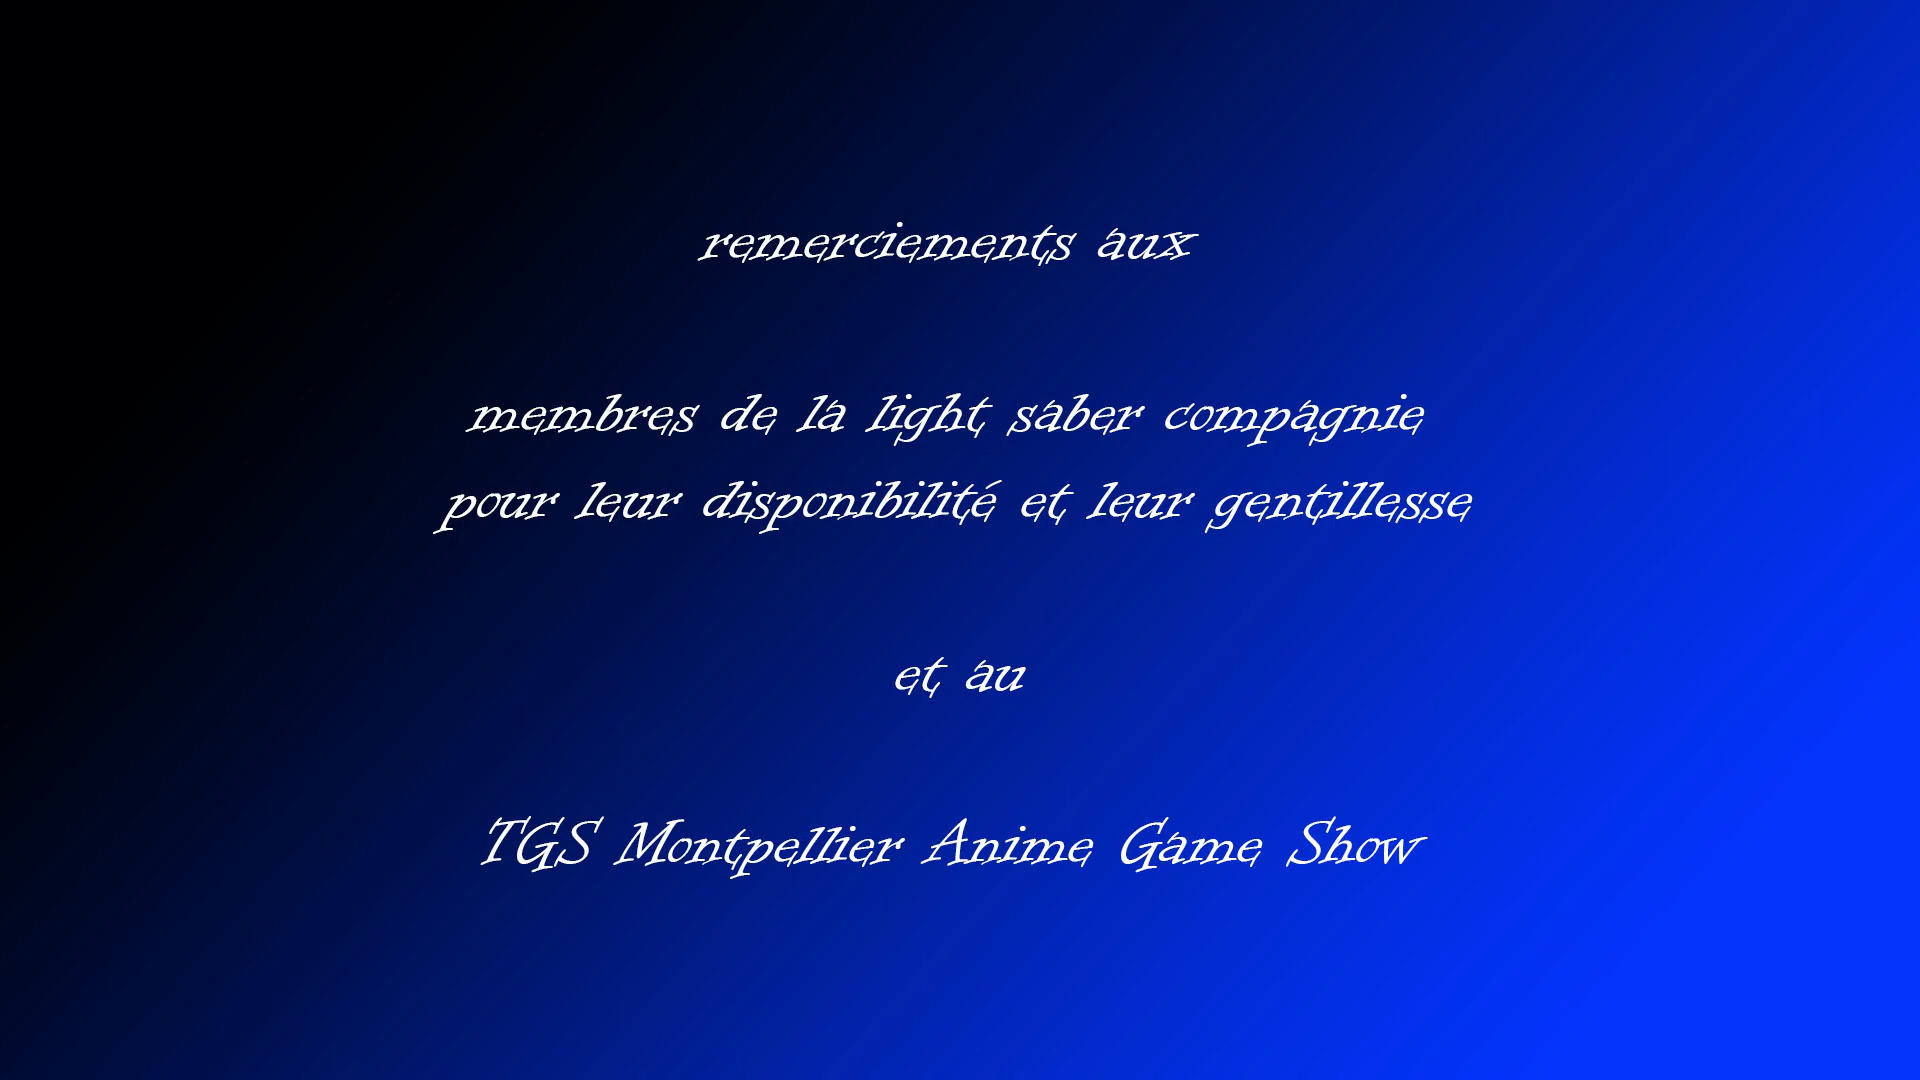 remerciements aux
membres de la light saber compagnie
pour leur disponibilité et leur gentillesse
et au
TGS Montpellier Anime Game Show